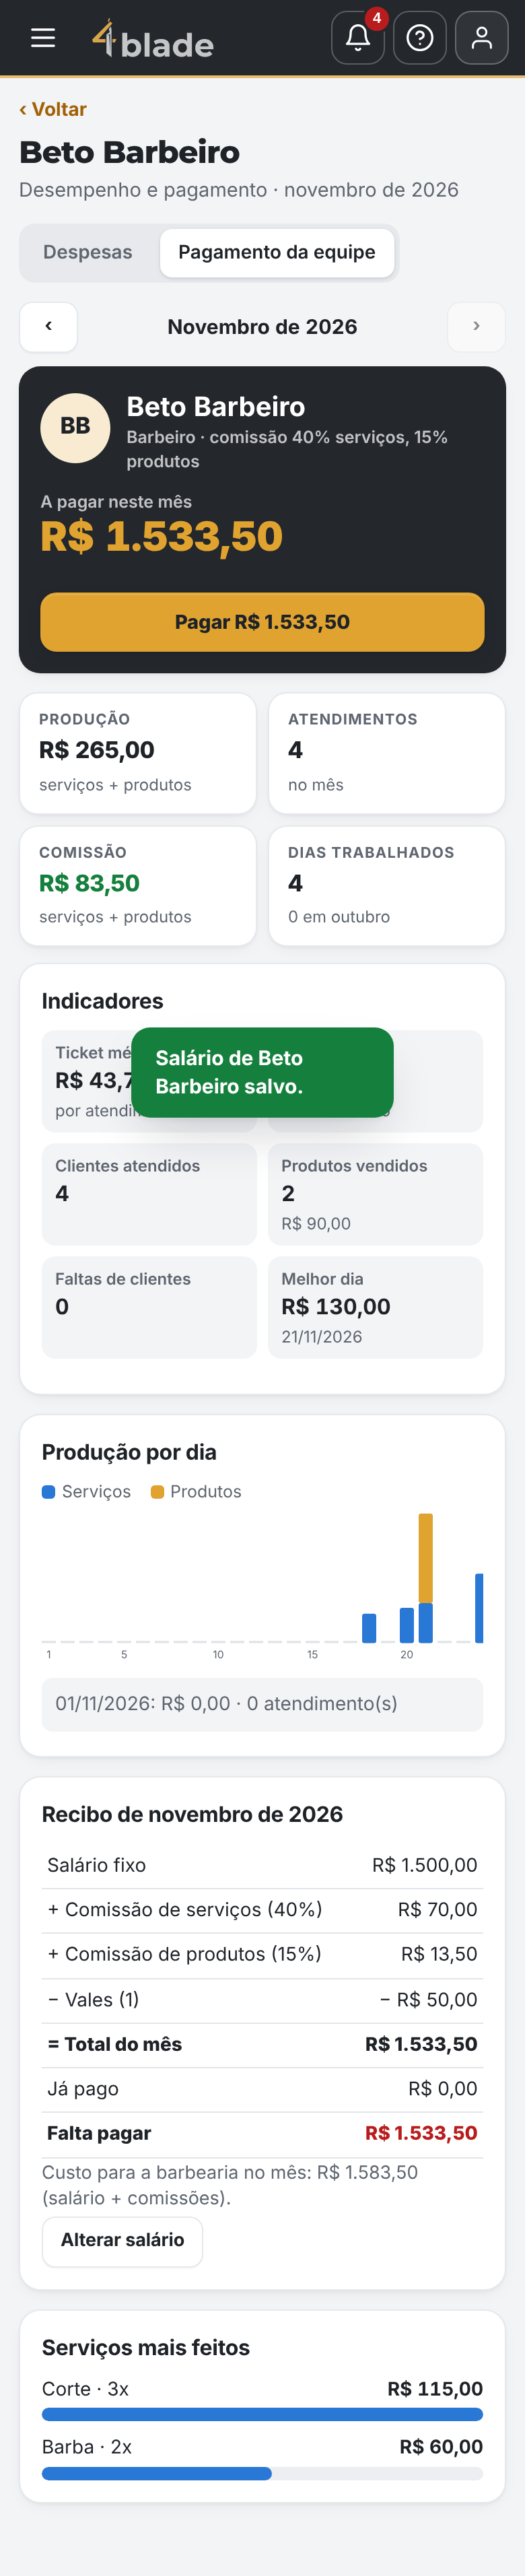 4blade
4
‹ Voltar
Beto Barbeiro
Desempenho e pagamento · novembro de 2026
Despesas
Pagamento da equipe
‹
Novembro de 2026
›
BB
Beto Barbeiro
Barbeiro · comissão 40% serviços, 15%
produtos
A pagar neste mês
R$ 1.533,50
Pagar R$ 1.533,50
PRODUÇÃO
R$ 265,00
serviços + produtos
ATENDIMENTOS
4
no mês
COMISSÃO
R$ 83,50
serviços + produtos
DIAS TRABALHADOS
4
0 em outubro
Indicadores
Ticket
R$ 43,7
por
Salário de Beto
Barbeiro salvo.
Clientes atendidos
4
Produtos vendidos
2
R$ 90,00
Faltas de clientes
0
Melhor dia
R$ 130,00
21/11/2026
Produção por dia
Serviços
Produtos
1 5 10 15 20
01/11/2026: R$ 0,00 · 0 atendimento(s)
Recibo de novembro de 2026
Salário fixo R$ 1.500,00
+ Comissão de serviços (40%) R$ 70,00
+ Comissão de produtos (15%) R$ 13,50
− Vales (1) − R$ 50,00
= Total do mês R$ 1.533,50
Já pago R$ 0,00
Falta pagar R$ 1.533,50
Custo para a barbearia no mês: R$ 1.583,50
(salário + comissões).
Alterar salário
Serviços mais feitos
Corte · 3x R$ 115,00
Barba · 2x R$ 60,00